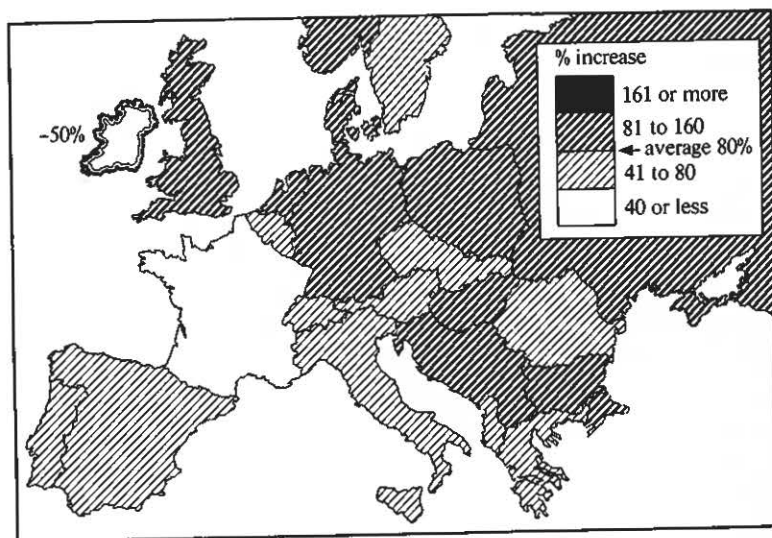 % increase
161 or more
81 to 160
average 80%
41 to 80
40 or less
-50%